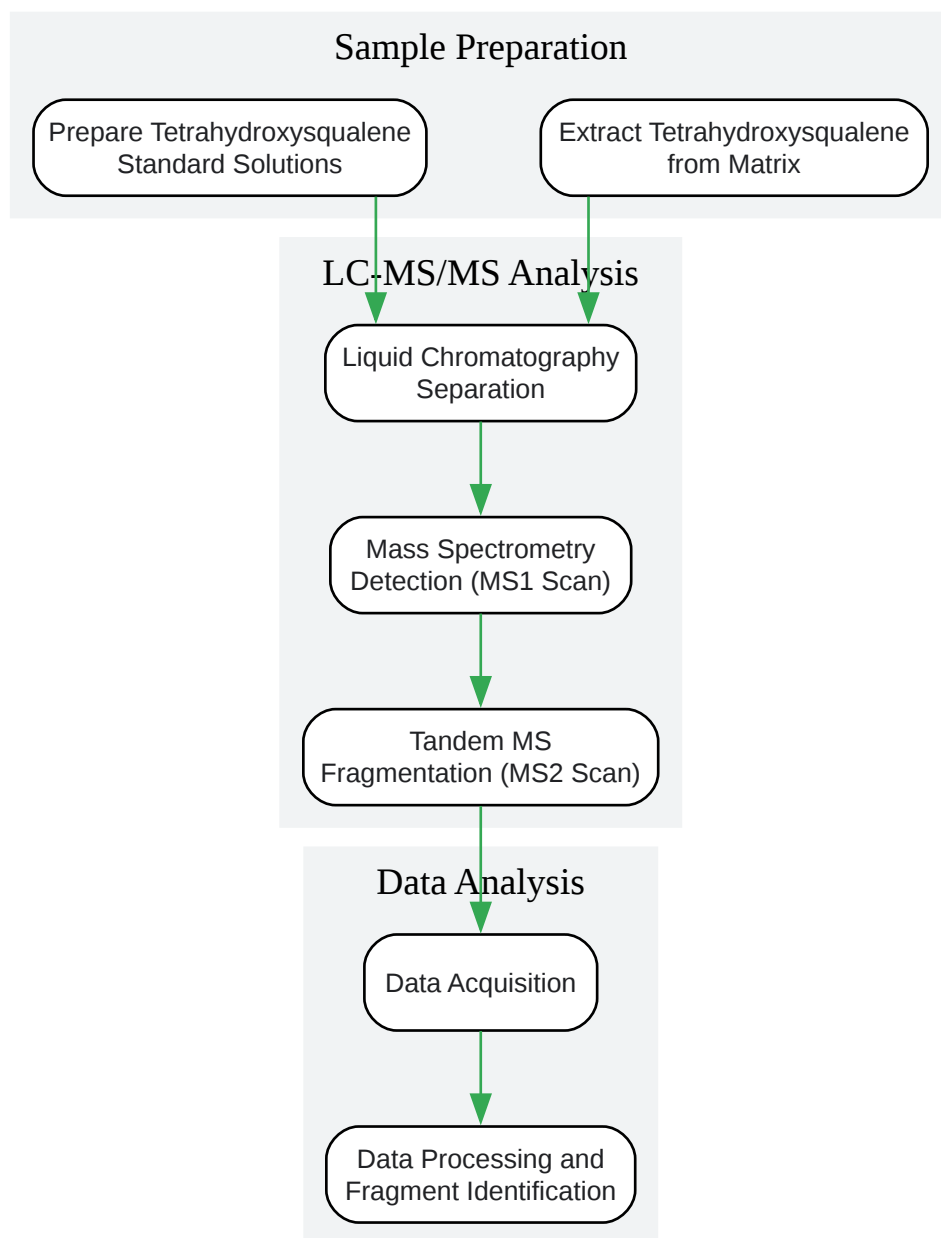 Sample Preparation
Prepare Tetrahydroxysqualene
Standard Solutions
Extract Tetrahydroxysqualene
from Matrix
LC-MS/MS Analysis
Liquid Chromatography
Separation
Mass Spectrometry
Detection (MS1 Scan)
Tandem MS
Fragmentation (MS2 Scan)
Data Analysis
Data Acquisition
Data Processing and
Fragment Identification